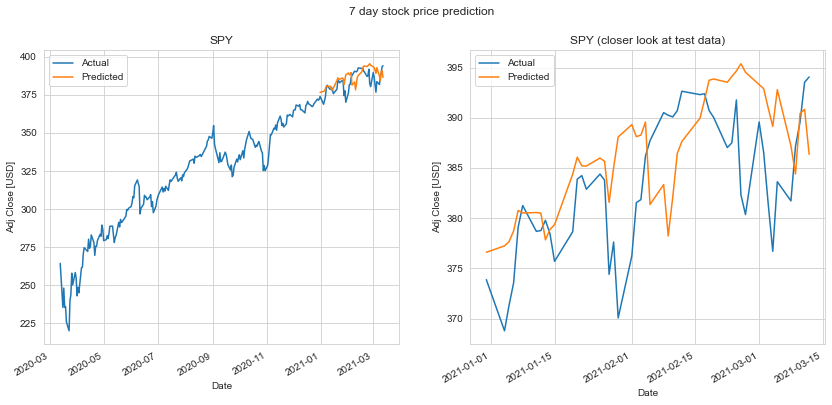 7 day stock price prediction
SPY
Actual
Predicted
400
375
350
325
300
275
250
225
Adj Close [USD]
2020-03
2020-05
2020-07
2020-09
2020-11
2021-01
2021-03
Date
SPY (closer look at test data)
Actual
Predicted
395
390
385
380
375
370
Adj Close [USD]
2021-01-01
2021-01-15
2021-02-01
2021-02-15
2021-03-01
2021-03-15
Date